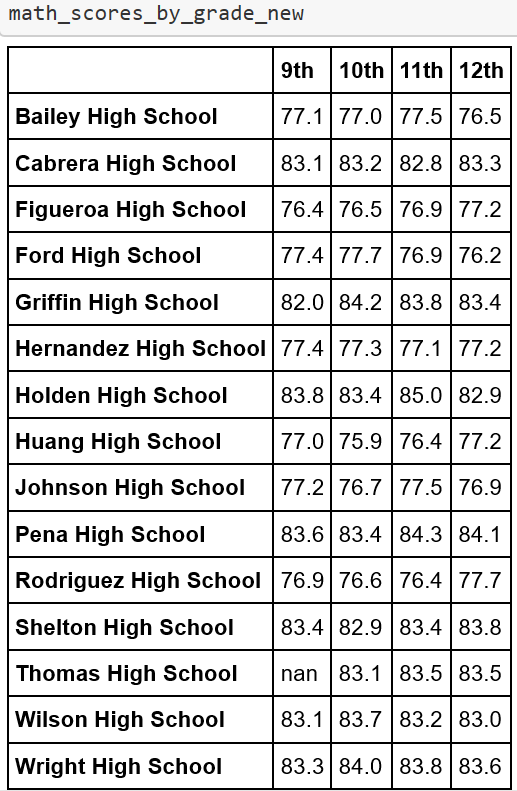 math_scores_by_grade_new
9th 10th 11th 12th
Bailey High School 77.1 77.0 77.5 76.5
Cabrera High School 83.1 83.2 82.8 83.3
Figueroa High School 76.4 76.5 76.9 77.2
Ford High School 77.4 77.7 76.9 76.2
Griffin High School 82.0 84.2 83.8 83.4
Hernandez High School 77.4 77.3 77.1 77.2
Holden High School 83.8 83.4 85.0 82.9
Huang High School 77.0 75.9 76.4 77.2
Johnson High School 77.2 76.7 77.5 76.9
Pena High School 83.6 83.4 84.3 84.1
Rodriguez High School 76.9 76.6 76.4 77.7
Shelton High School 83.4 82.9 83.4 83.8
Thomas High School nan 83.1 83.5 83.5
Wilson High School 83.1 83.7 83.2 83.0
Wright High School 83.3 84.0 83.8 83.6